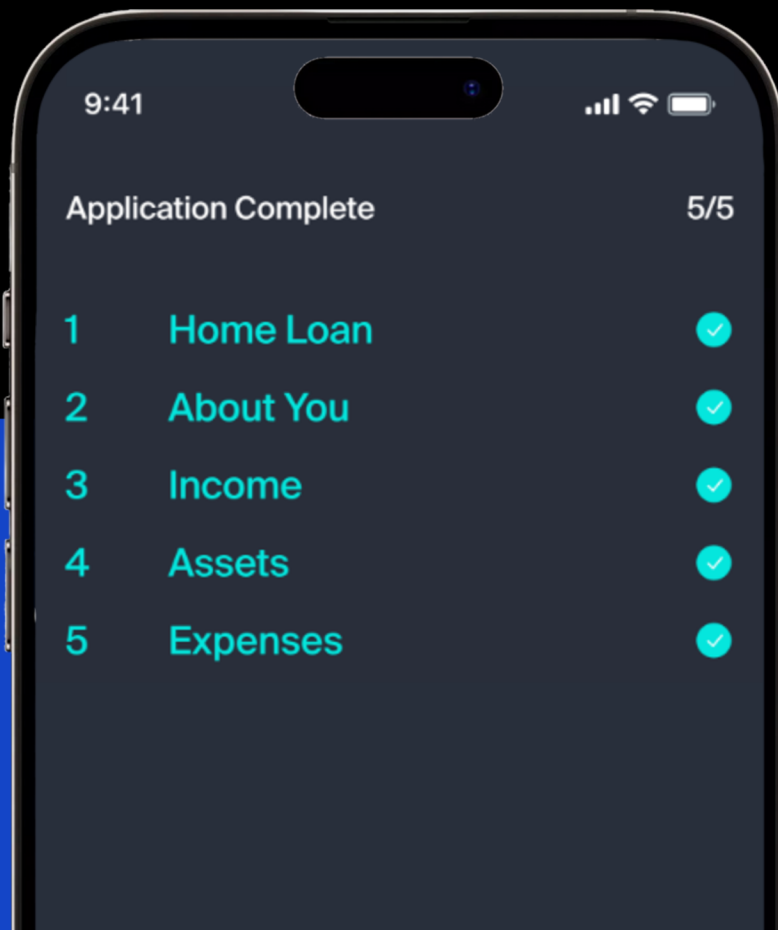 9:41
Application Complete 5/5
1 Home Loan
2 About You
3 Income
4 Assets
5 Expenses